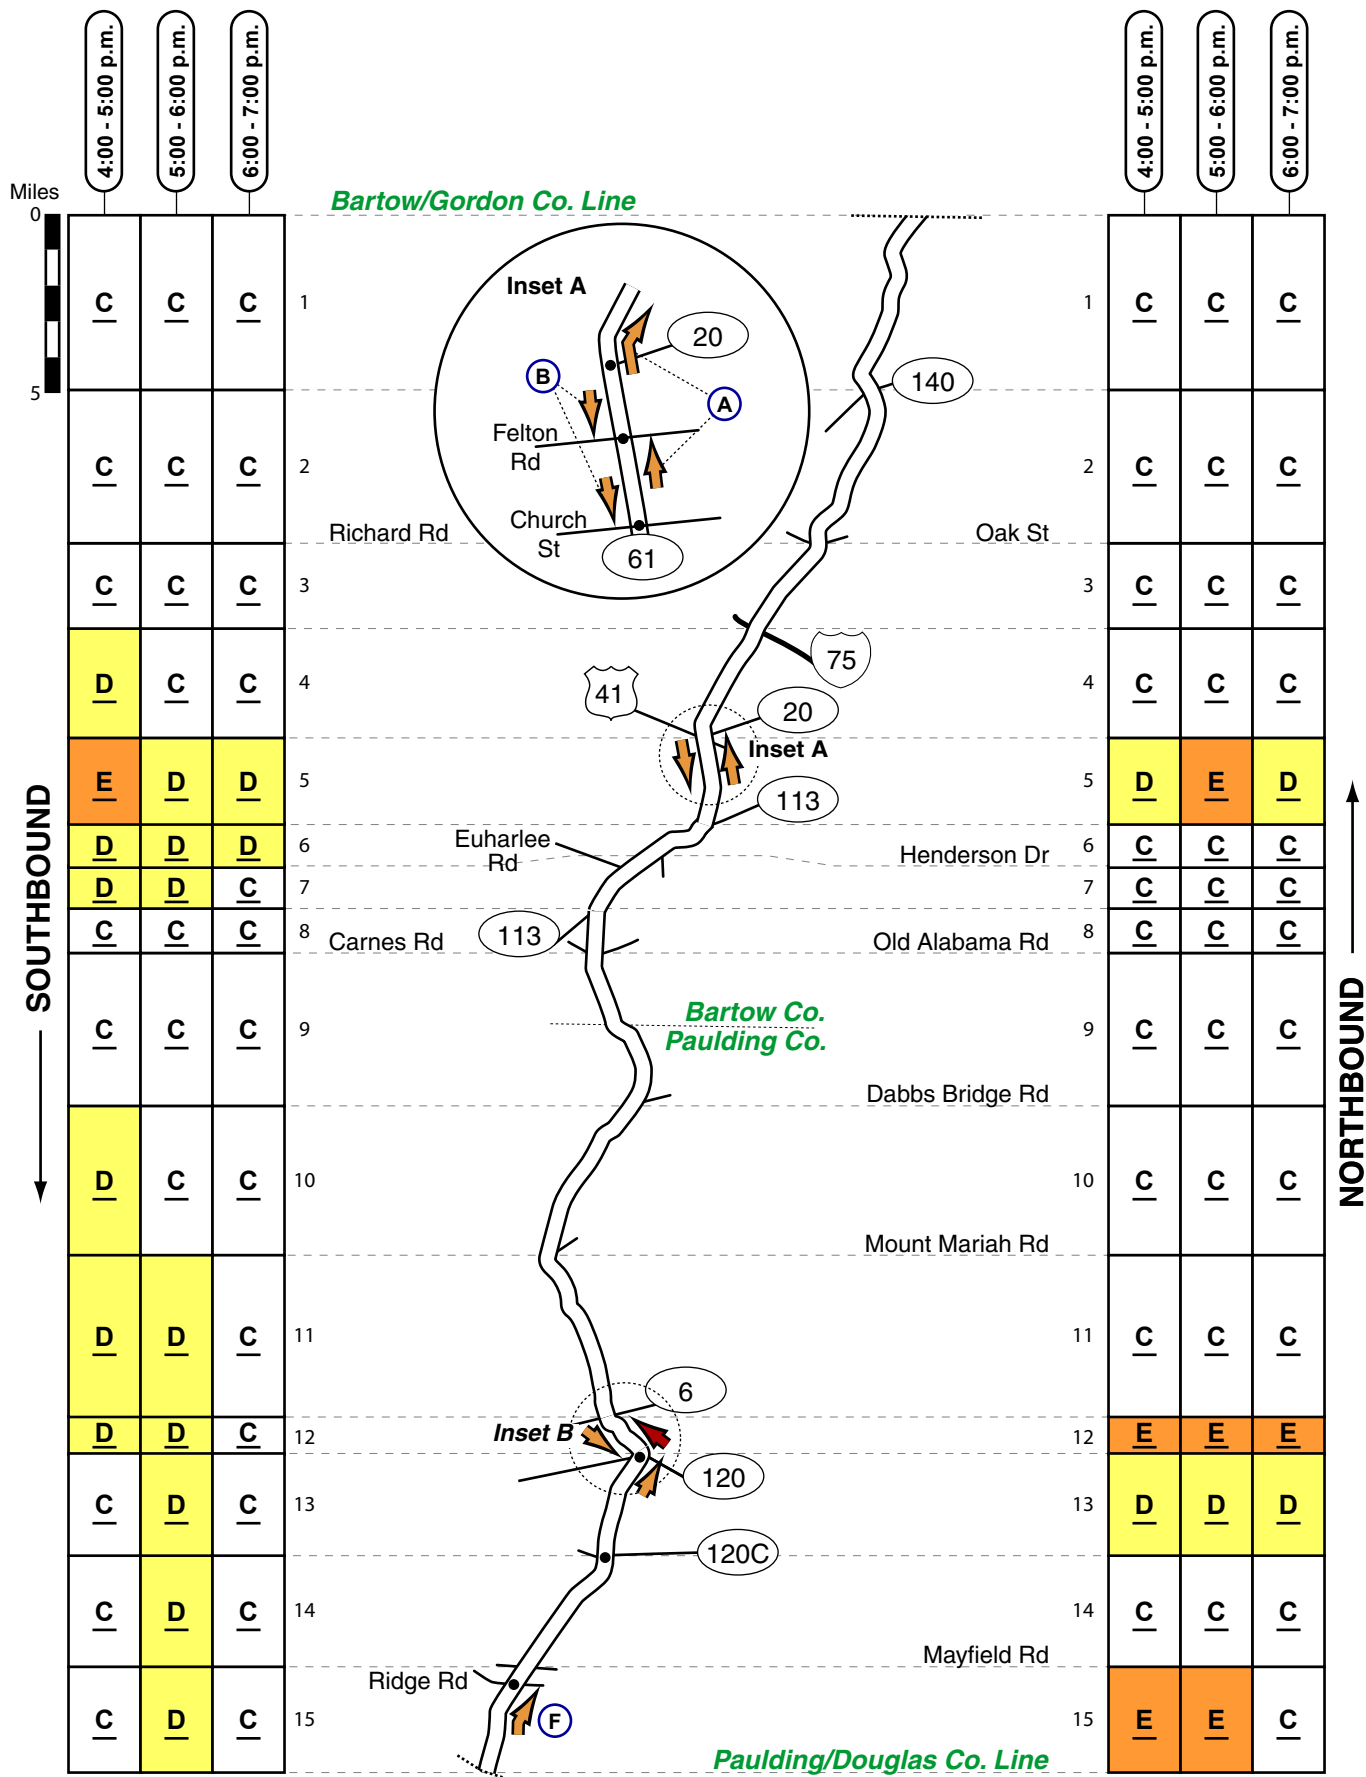 4:00 - 5:00 p.m.
5:00 - 6:00 p.m.
6:00 - 7:00 p.m.
4:00 - 5:00 p.m.
5:00 - 6:00 p.m.
6:00 - 7:00 p.m.
Miles
0
5
Bartow/Gordon Co. Line
C C C 1 1 C C C
Inset A
20
B
A
Felton
Rd
Church
St
61
140
C C C 2 2 C C C
Richard Rd
Oak St
C C C 3 3 C C C
75
D C C 4 4 C C C
41
20
Inset A
E D D 5 5 D E D
113
Euharlee
Rd
D D D 6 Henderson Dr 6 C C C
D D C 7 7 C C C
C C C 8 Carnes Rd 113 Old Alabama Rd 8 C C C
SOUTHBOUND
NORTHBOUND
Bartow Co.
Paulding Co.
C C C 9 9 C C C
Dabbs Bridge Rd
D C C 10 10 C C C
Mount Mariah Rd
D D C 11 11 C C C
6
Inset B
D D C 12 12 E E E
120
C D C 13 13 D D D
120C
C D C 14 14 C C C
Mayfield Rd
Ridge Rd
C D C 15 F 15 E E C
Paulding/Douglas Co. Line